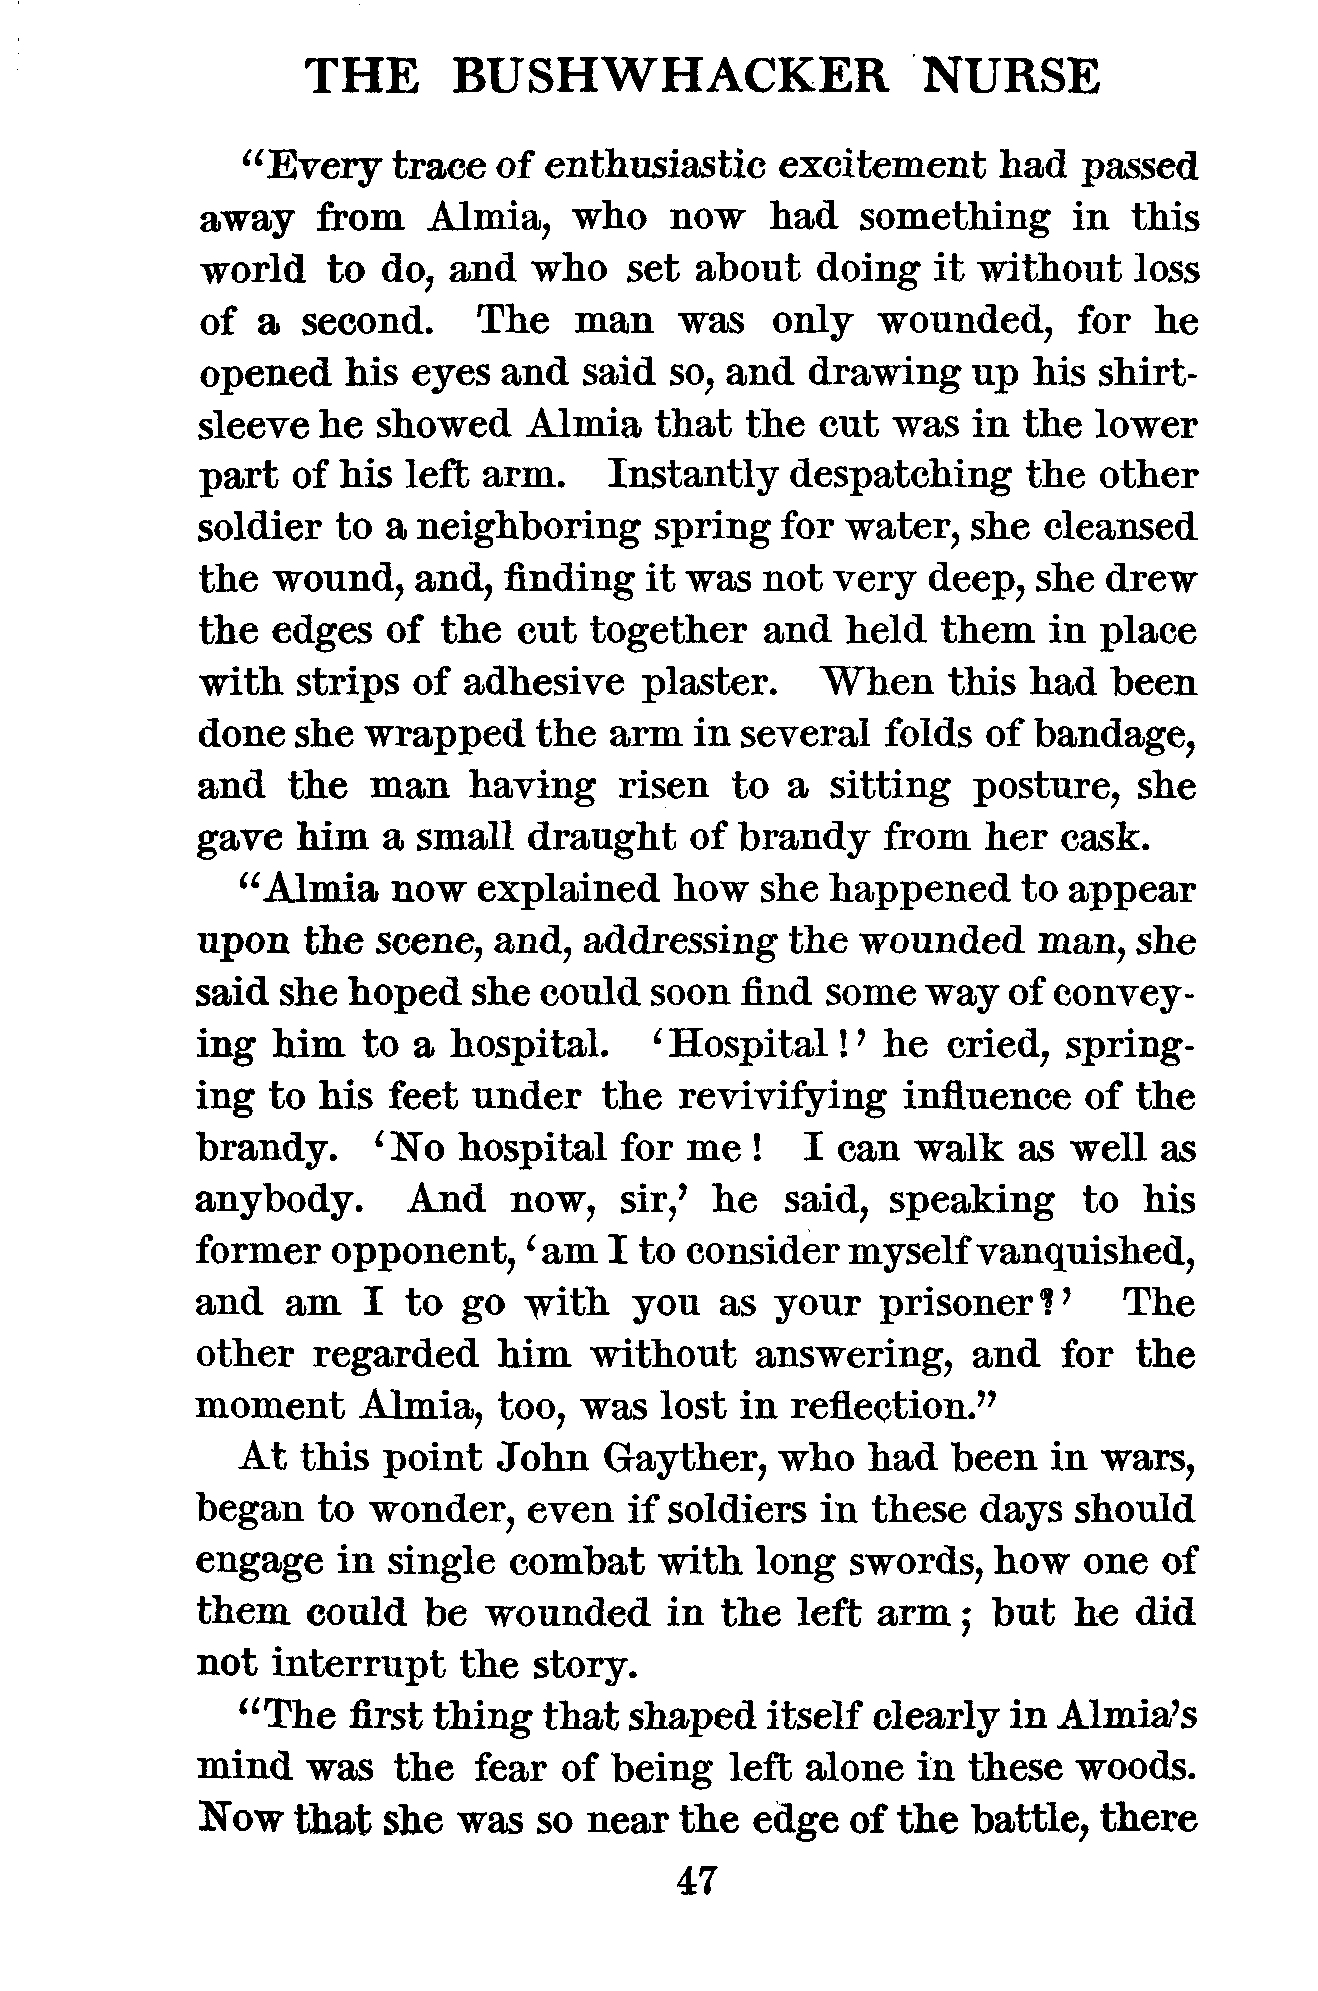 THE BUSHWHACKER NURSE
“Every trace of enthusiastic excitement had passed
away from Almia, who now had something in this
world to do, and who set about doing it without loss
of a second. The man was only wounded, for he
opened his eyes and said so, and drawing up his shirt-
sleeve he showed Almia that the cut was in the lower
part of his left arm. Instantly despatching the other
soldier to a neighboring spring for water, she cleansed
the wound, and, finding it was not very deep, she drew
the edges of the cut together and held them in place
with strips of adhesive plaster. When this had been
done she wrapped the arm in several folds of bandage,
and the man having risen to a sitting posture, she
gave him a small draught of brandy from her cask.
“Almia now explained how she happened to appear
upon the scene, and, addressing the wounded man, she
said she hoped she could soon find some way of convey-
ing him to a hospital. ‘Hospital!’ he cried, spring-
ing to his feet under the revivifying influence of the
brandy. ‘No hospital for me! I can walk as well as
anybody. And now, sir,’ he said, speaking to his
former opponent, ‘am I to consider myself vanquished,
and am I to go with you as your prisoner?’ The
other regarded him without answering, and for the
moment Almia, too, was lost in reflection.”
At this point John Gayther, who had been in wars,
began to wonder, even if soldiers in these days should
engage in single combat with long swords, how one of
them could be wounded in the left arm; but he did
not interrupt the story.
“The first thing that shaped itself clearly in Almia’s
mind was the fear of being left alone in these woods.
Now that she was so near the edge of the battle, there
47